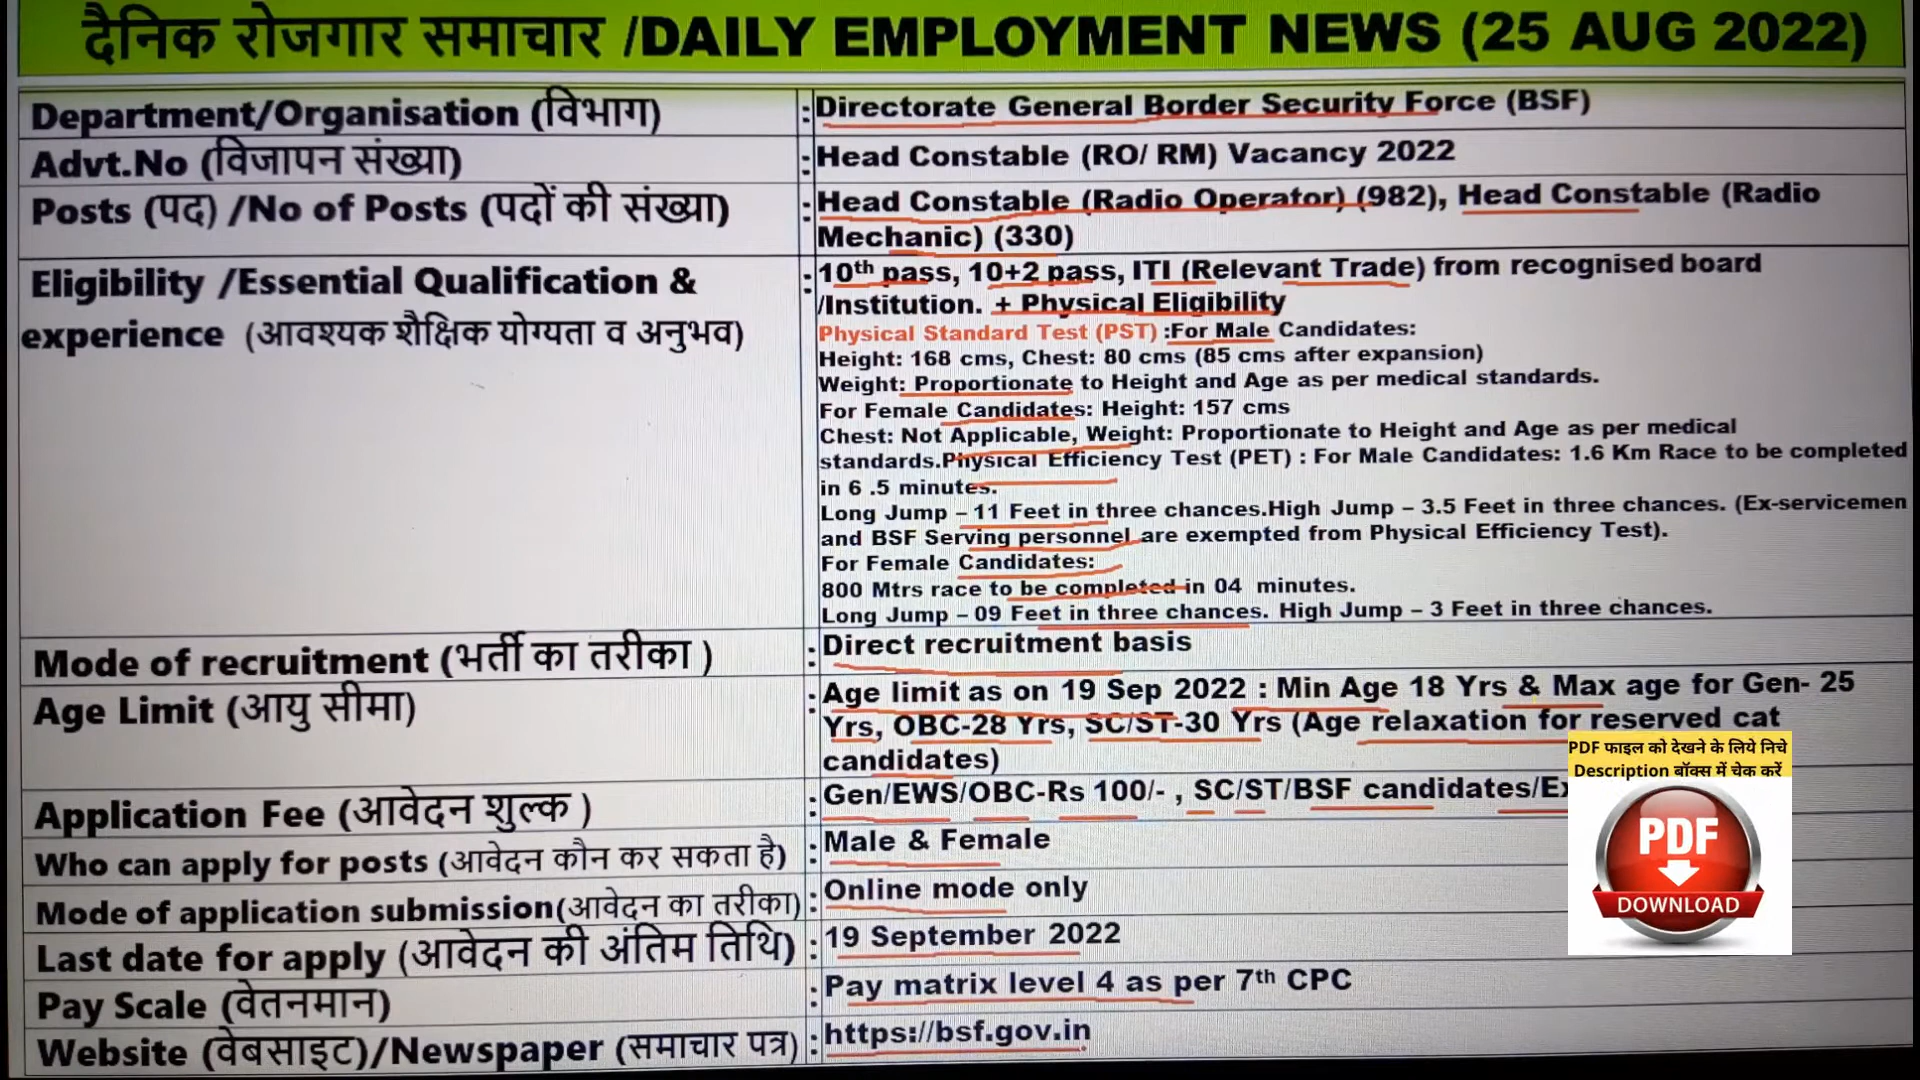 दैनिक रोजगार समाचार /DAILY EMPLOYMENT NEWS (25 AUG 2022)
Department/Organisation (विभाग)
:Directorate General Border Security Force (BSF)
Advt.No (विजापन संख्या)
:Head Constable (RO/ RM) Vacancy 2022
Posts (पद) /No of Posts (पदों की संख्या)
:Head Constable (Radio Operator) (982), Head Constable (Radio
Mechanic) (330)
Eligibility /Essential Qualification &
experience (आवश्यक शैक्षिक योग्यता व अनुभव)
:10th pass, 10+2 pass, ITI (Relevant Trade) from recognised board
/Institution. + Physical Eligibility
Physical Standard Test (PST) :For Male Candidates:
Height: 168 cms, Chest: 80 cms (85 cms after expansion)
Weight: Proportionate to Height and Age as per medical standards.
For Female Candidates: Height: 157 cms
Chest: Not Applicable, Weight: Proportionate to Height and Age as per medical
standards.Physical Efficiency Test (PET) : For Male Candidates: 1.6 Km Race to be completed
in 6 .5 minutes.
Long Jump – 11 Feet in three chances.High Jump – 3.5 Feet in three chances. (Ex-servicemen
and BSF Serving personnel are exempted from Physical Efficiency Test).
For Female Candidates:
800 Mtrs race to be completed in 04 minutes.
Long Jump – 09 Feet in three chances. High Jump – 3 Feet in three chances.
Mode of recruitment (भर्ती का तरीका )
:Direct recruitment basis
Age Limit (आयु सीमा)
:Age limit as on 19 Sep 2022 : Min Age 18 Yrs & Max age for Gen- 25
Yrs, OBC-28 Yrs, SC/ST-30 Yrs (Age relaxation for reserved cat
candidates)
Application Fee (आवेदन शुल्क )
:Gen/EWS/OBC-Rs 100/- , SC/ST/BSF candidates/Ex
Who can apply for posts (आवेदन कौन कर सकता है)
:Male & Female
Mode of application submission(आवेदन का तरीका)
:Online mode only
Last date for apply (आवेदन की अंतिम तिथि)
:19 September 2022
Pay Scale (वेतनमान)
:Pay matrix level 4 as per 7th CPC
Website (वेबसाइट)/Newspaper (समाचार पत्र)
:https://bsf.gov.in
PDF फाइल को देखने के लिये निचे
Description बॉक्स में चेक करें
PDF
DOWNLOAD